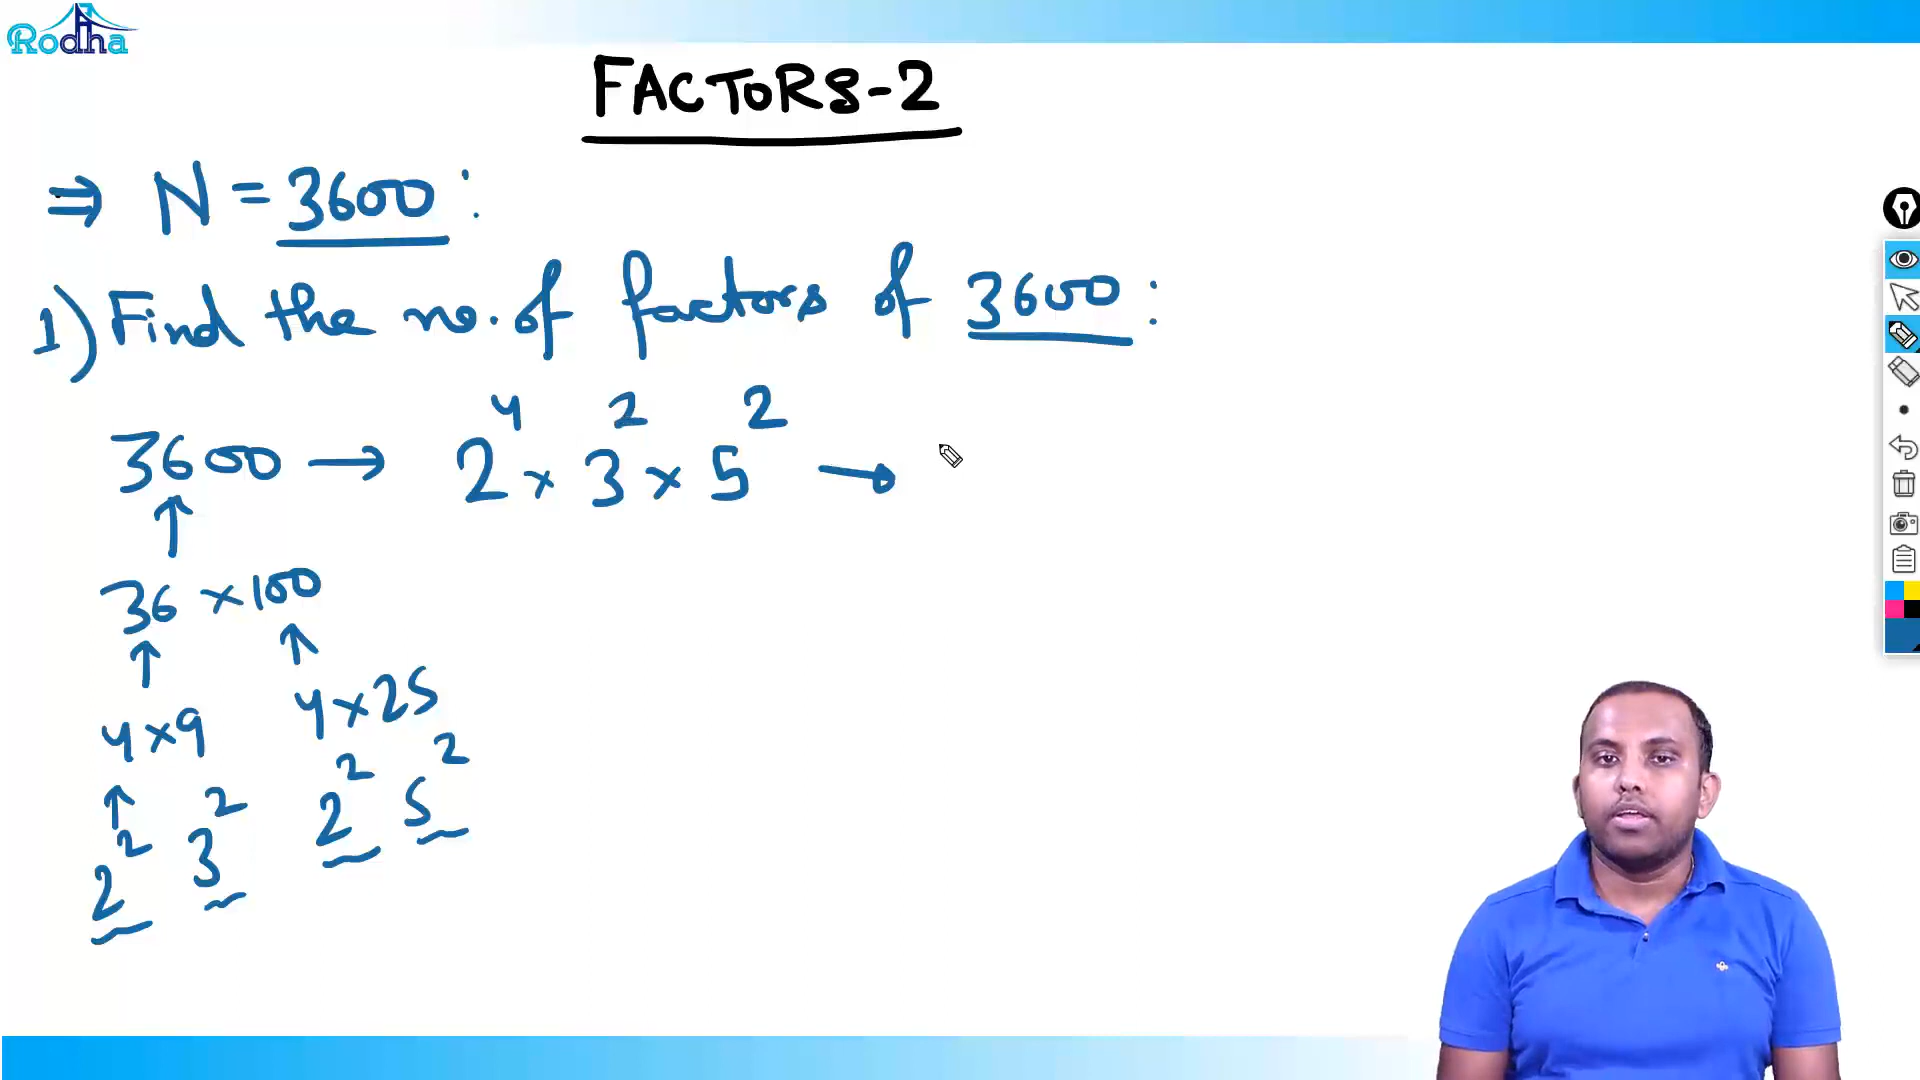 Rodha
FACTORS-2
⇒ N = 3600 :
1) Find the no. of factors of 3600 :
3600 → 2⁴ × 3² × 5² →
↑
36 × 100
↑ ↑
4 × 9 4 × 25
↑
2² 3² 2² 5²